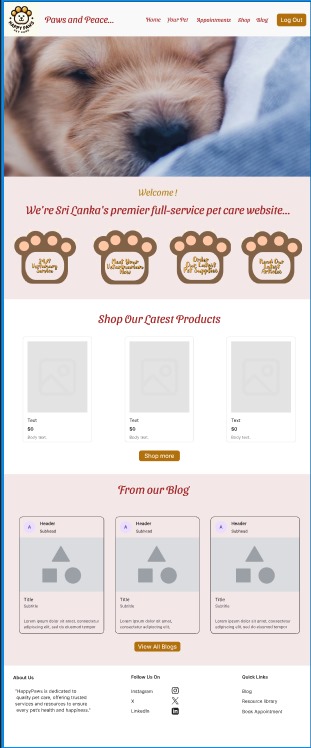 HAPPY PAWS
PET CARE
Paws and Peace...
Home Your Pet Appointments Shop Blog Log Out
Welcome !
We're Sri Lanka's premier full-service pet care website...
24/7
Veterinary
Service
Meet Your
Veterinarian
Here
Order
Our Latest
Pet Supplies
Read Our
Latest
Articles
Shop Our Latest Products
Text Text Text
$0 $0 $0
Body text. Body text. Body text.
Shop more
From our Blog
A Header A Header A Header
Subhead Subhead Subhead
Title Title Title
Subtitle Subtitle Subtitle
Lorem ipsum dolor sit amet, consectetur Lorem ipsum dolor sit amet, consectetur Lorem ipsum dolor sit amet, consectetur
adipiscing elit, sed do eiusmod tempor adipiscing elit, sed do eiusmod tempor adipiscing elit, sed do eiusmod tempor
View All Blogs
About Us Follow Us On Quick Links
"HappyPaws is dedicated to
quality pet care, offering trusted
services and resources to ensure
every pet's health and happiness."
Instagram
X
LinkedIn
Blog
Resource library
Book Appointment